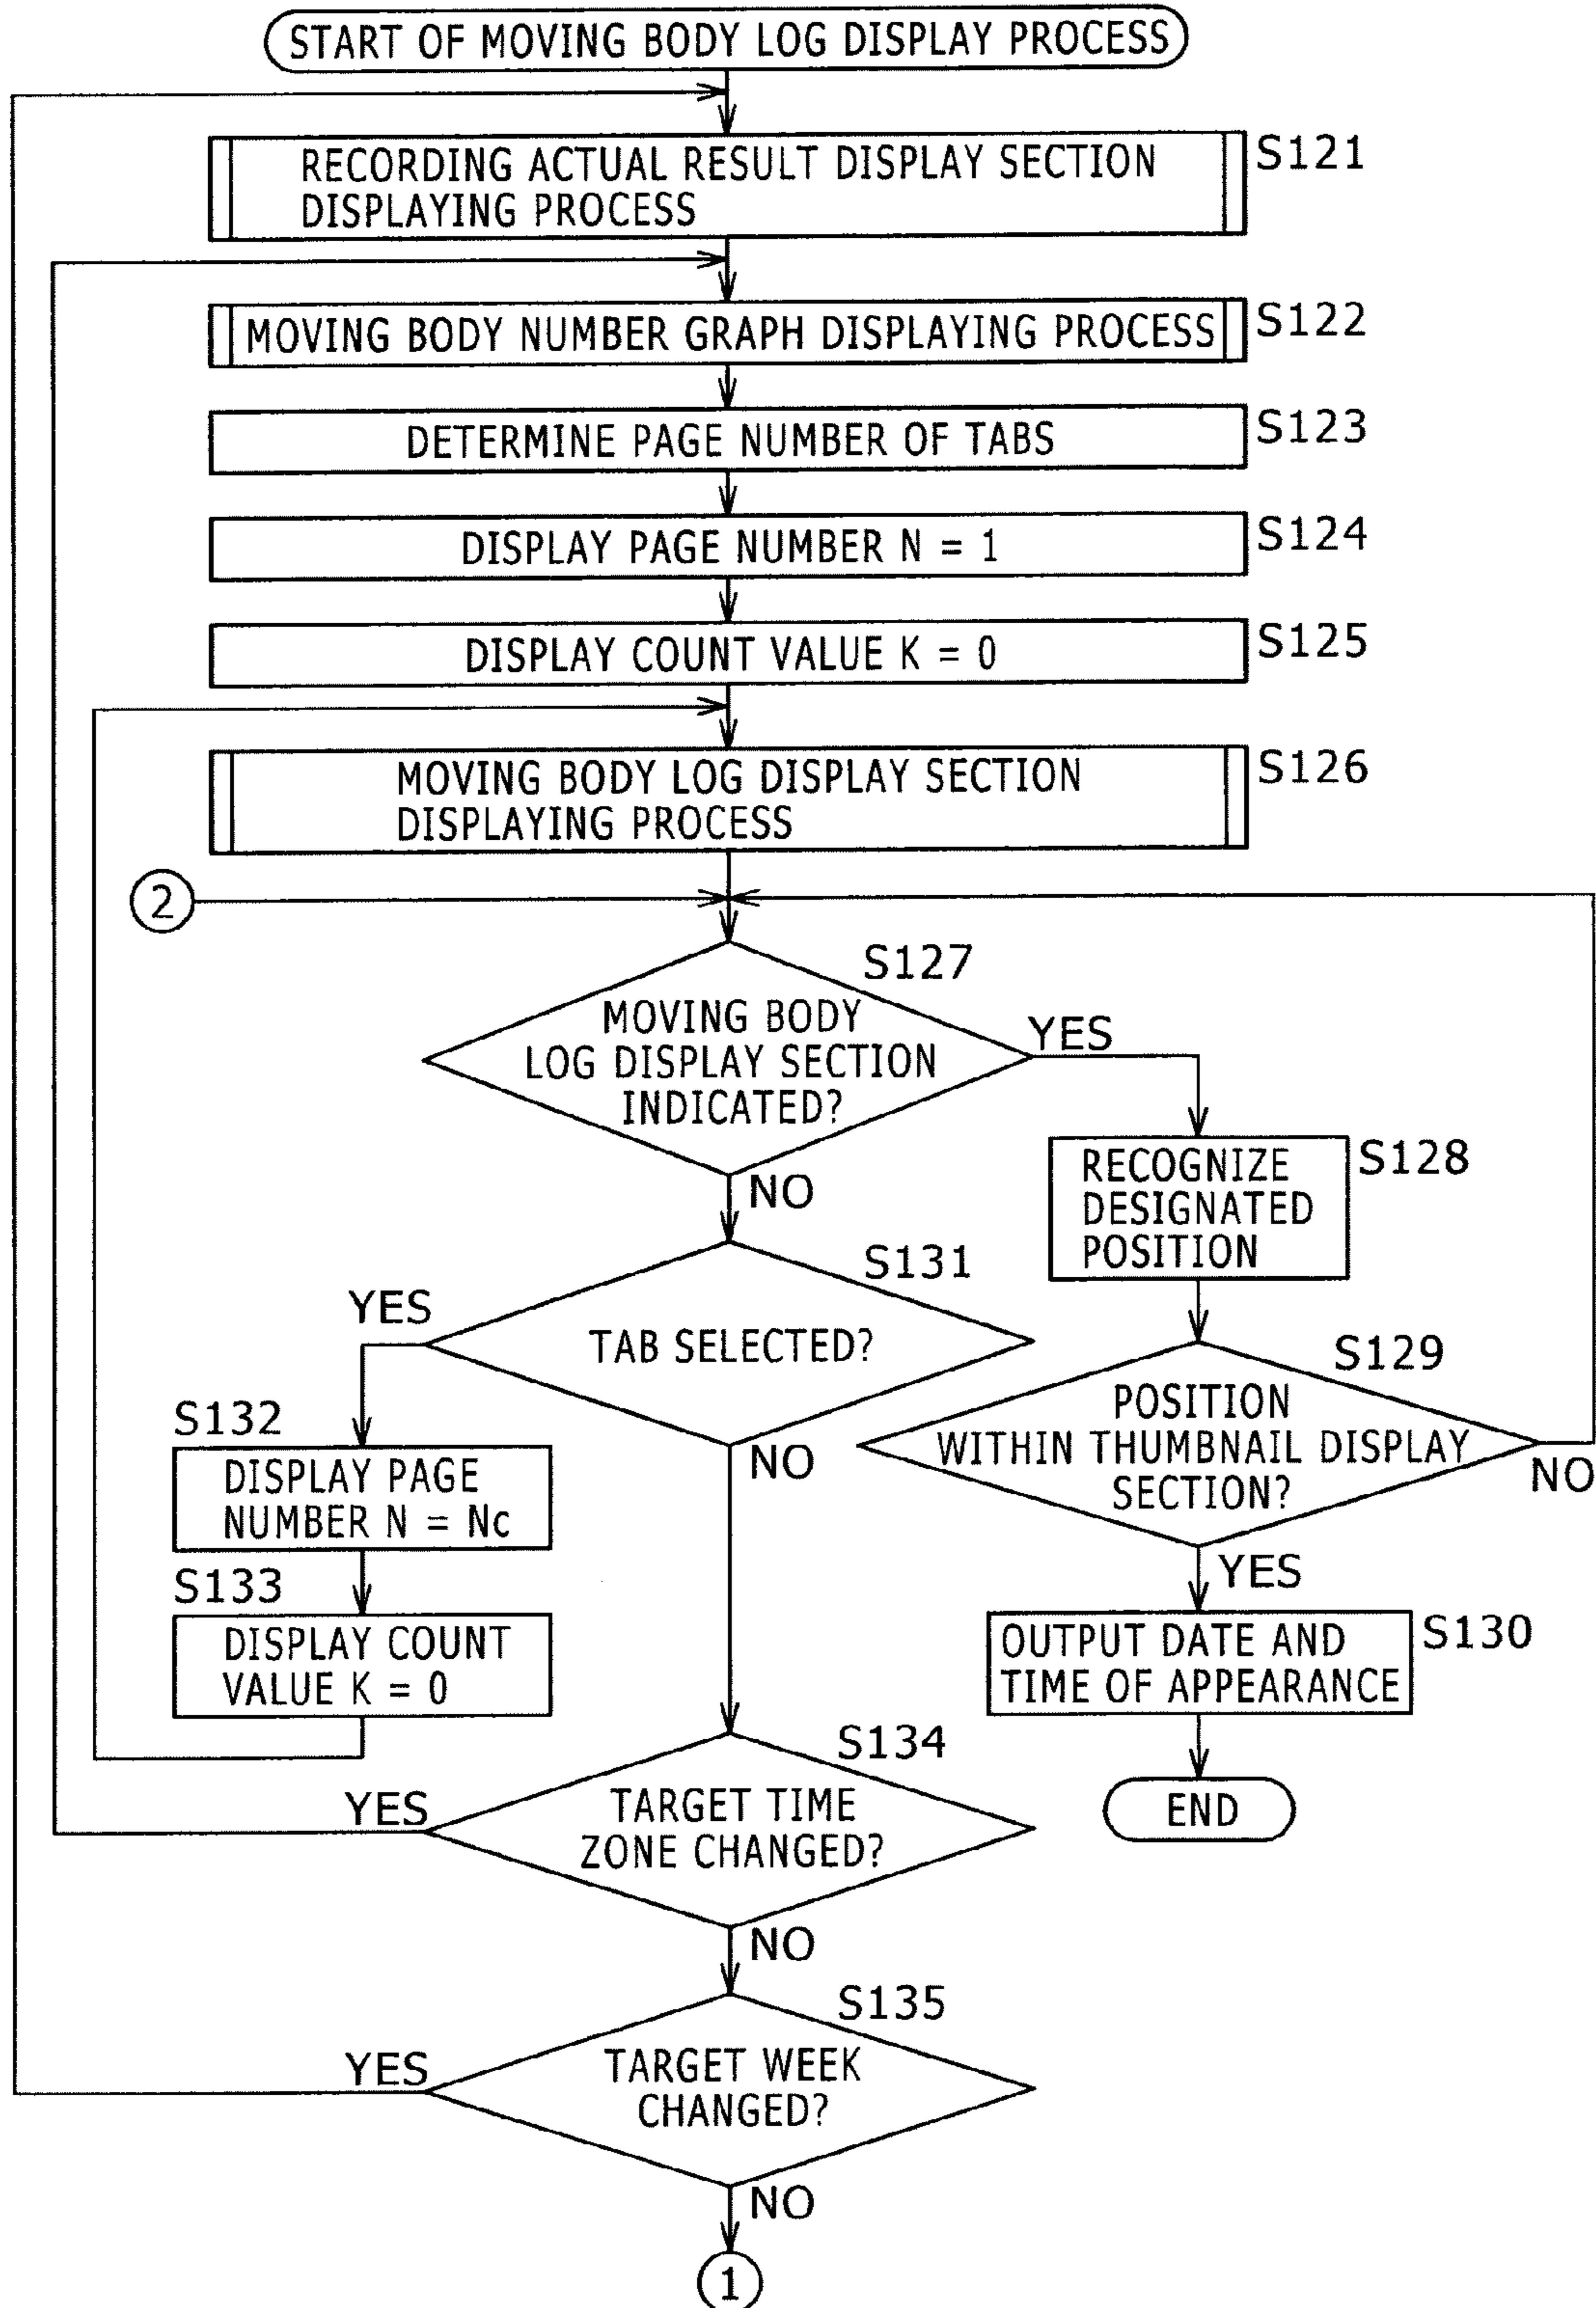 START OF MOVING BODY LOG DISPLAY PROCESS
RECORDING ACTUAL RESULT DISPLAY SECTION
DISPLAYING PROCESS
S121
MOVING BODY NUMBER GRAPH DISPLAYING PROCESS
S122
DETERMINE PAGE NUMBER OF TABS
S123
DISPLAY PAGE NUMBER N = 1
S124
DISPLAY COUNT VALUE K = 0
S125
MOVING BODY LOG DISPLAY SECTION
DISPLAYING PROCESS
S126
2
S127
MOVING BODY
LOG DISPLAY SECTION
INDICATED?
YES
NO
RECOGNIZE
DESIGNATED
POSITION
S128
S131
TAB SELECTED?
YES
NO
S129
POSITION
WITHIN THUMBNAIL DISPLAY
SECTION?
NO
YES
S132
DISPLAY PAGE
NUMBER N = Nc
S133
DISPLAY COUNT
VALUE K = 0
OUTPUT DATE AND
TIME OF APPEARANCE
S130
END
S134
TARGET TIME
ZONE CHANGED?
YES
NO
S135
TARGET WEEK
CHANGED?
YES
NO
1